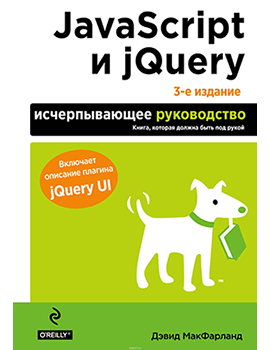 JavaScript
и jQuery
3-е издание
исчерпывающее руководство
Книга, которая должна быть под рукой
Включает
описание плагина
jQuery UI
O'REILLY®
Дэвид МакФарланд